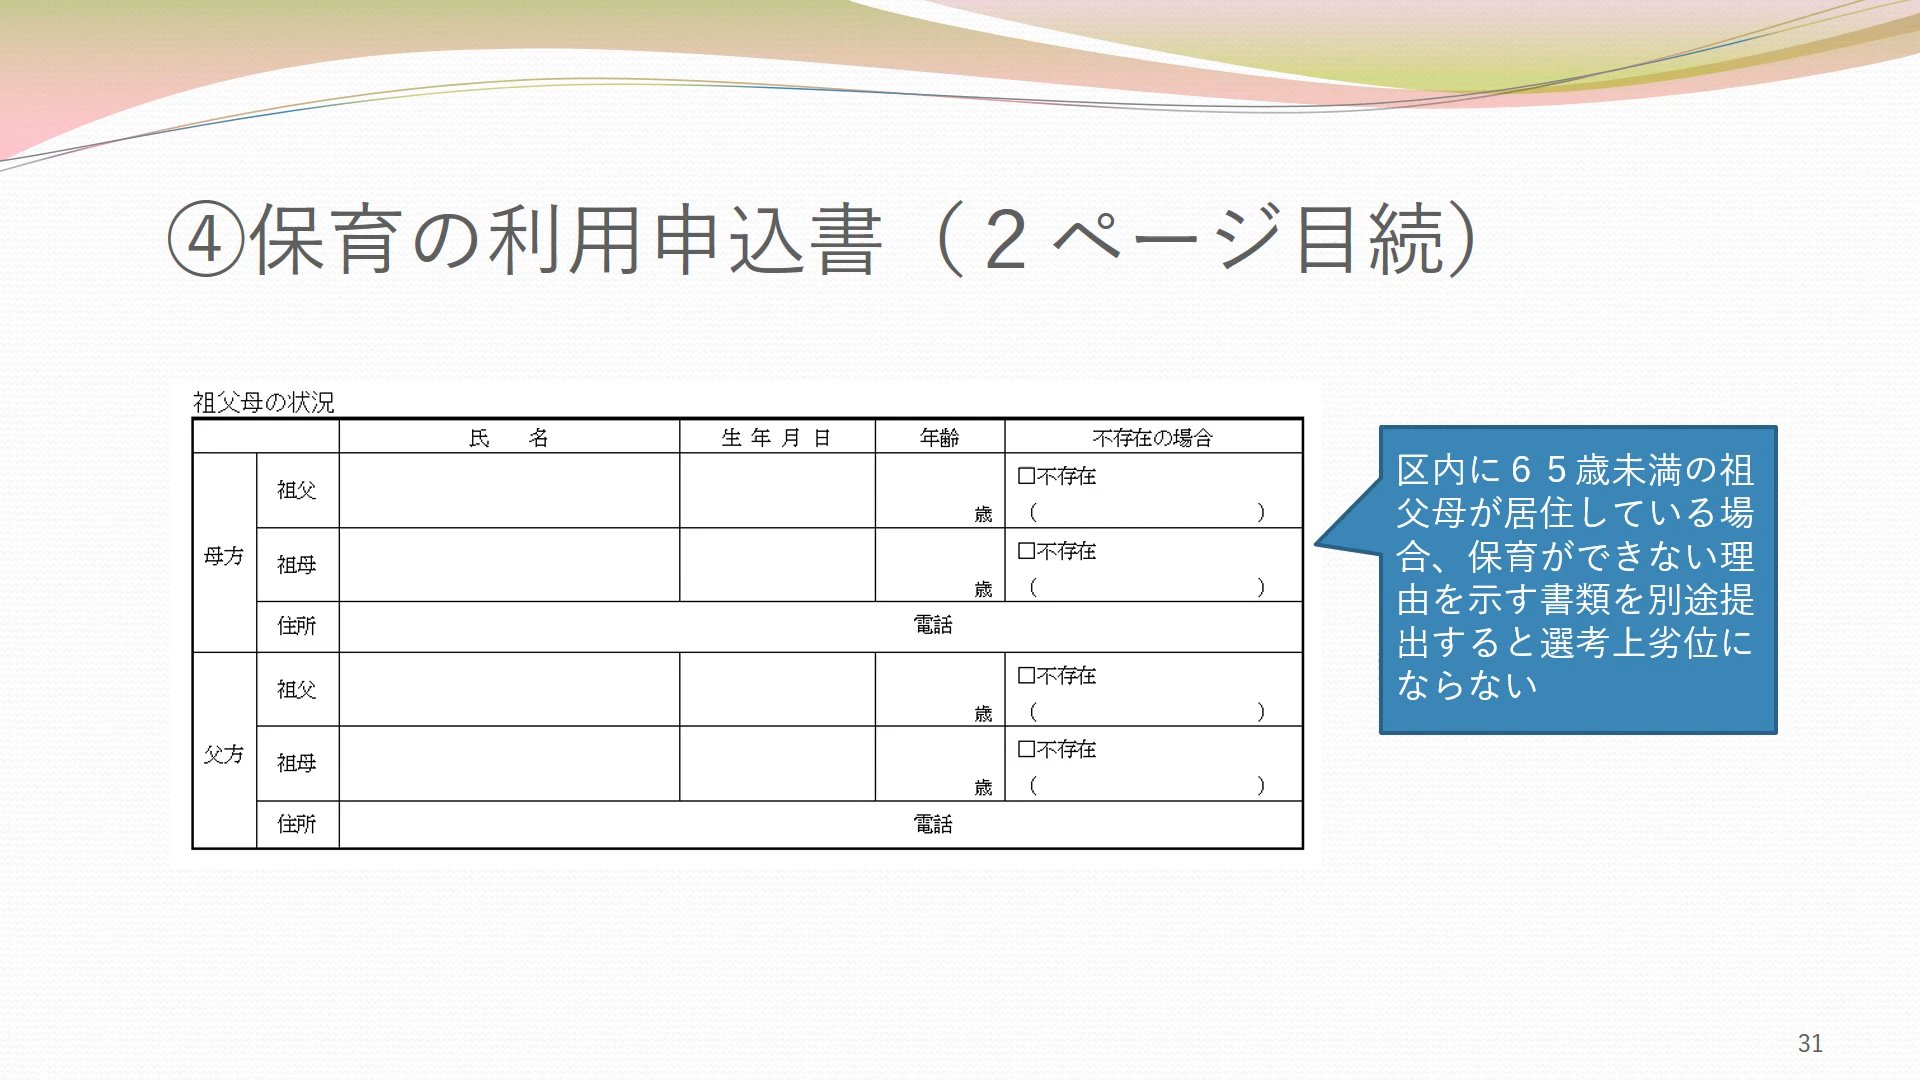 ④保育の利用申込書（２ページ目続）
祖父母の状況
氏　名　生年月日　年齢　不存在の場合
母方
祖父　歳　□不存在
（　　　）
祖母　歳　□不存在
（　　　）
住所　電話
父方
祖父　歳　□不存在
（　　　）
祖母　歳　□不存在
（　　　）
住所　電話
区内に６５歳未満の祖
父母が居住している場
合、保育ができない理
由を示す書類を別途提
出すると選考上劣位に
ならない
31